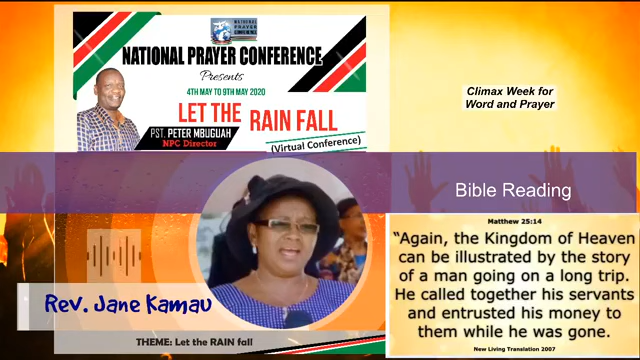 NATIONAL
PRAYER
NATIONAL PRAYER CONFERENCE
Presents
4TH MAY TO 9TH MAY 2020
LET THE RAIN FALL
PST. PETER MBUGUAH
NPC Director
(Virtual Conference)
Climax Week for
Word and Prayer
Bible Reading
Matthew 25:14
“Again, the Kingdom of Heaven
can be illustrated by the story
of a man going on a long trip.
He called together his servants
and entrusted his money to
them while he was gone.
New Living Translation 2007
Rev. Jane Kamau
THEME: Let the RAIN fall